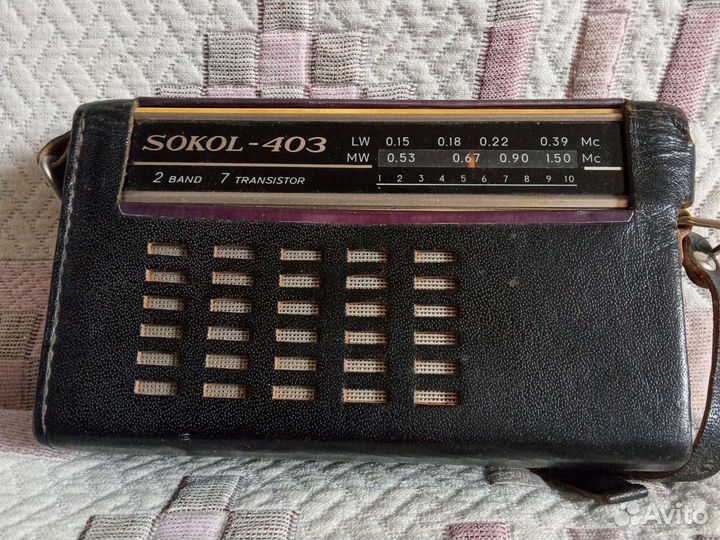 SOKOL-403 LW 0.15 0.18 0.22 0.39 Mc
MW 0.53 0.67 0.90 1.50 Mc
2 BAND 7 TRANSISTOR 1 2 3 4 5 6 7 8 9 10
Avito